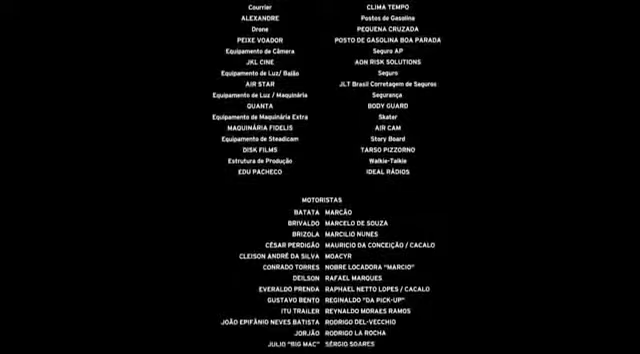 Courrier
ALEXANDRE
Drone
PEIXE VOADOR
Equipamento de Câmera
JKL CINE
Equipamento de Luz/ Balão
AIR STAR
Equipamento de Luz / Maquinária
QUANTA
Equipamento de Maquinária Extra
MAQUINÁRIA FIDELIS
Equipamento de Steadicam
DISK FILMS
Estrutura de Produção
EDU PACHECO
CLIMA TEMPO
Postos de Gasolina
PEQUENA CRUZADA
POSTO DE GASOLINA BOA PARADA
Seguro AP
AON RISK SOLUTIONS
Seguro
JLT Brasil Corretagem de Seguros
Segurança
BODY GUARD
Skater
AIR CAM
Story Board
TARSO PIZZORNO
Walkie-Talkie
IDEAL RÁDIOS
MOTORISTAS
BATATA MARCÃO
BRIVALDO MARCELO DE SOUZA
BRIZOLA MARCILIO NUNES
CÉSAR PERDIGÃO MAURICIO DA CONCEIÇÃO / CACALO
CLEISON ANDRÉ DA SILVA MOACYR
CONRADO TORRES NOBRE LOCADORA "MARCIO"
DEILSON RAFAEL MARQUES
EVERALDO PRENDA RAPHAEL NETTO LOPES / CACALO
GUSTAVO BENTO REGINALDO "DA PICK-UP"
ITU TRAILER REYNALDO MORAES RAMOS
JOÃO EPIFÂNIO NEVES BATISTA RODRIGO DEL-VECCHIO
JORJÃO RODRIGO LA ROCHA
JULIO "BIG MAC" SÉRGIO SOARES